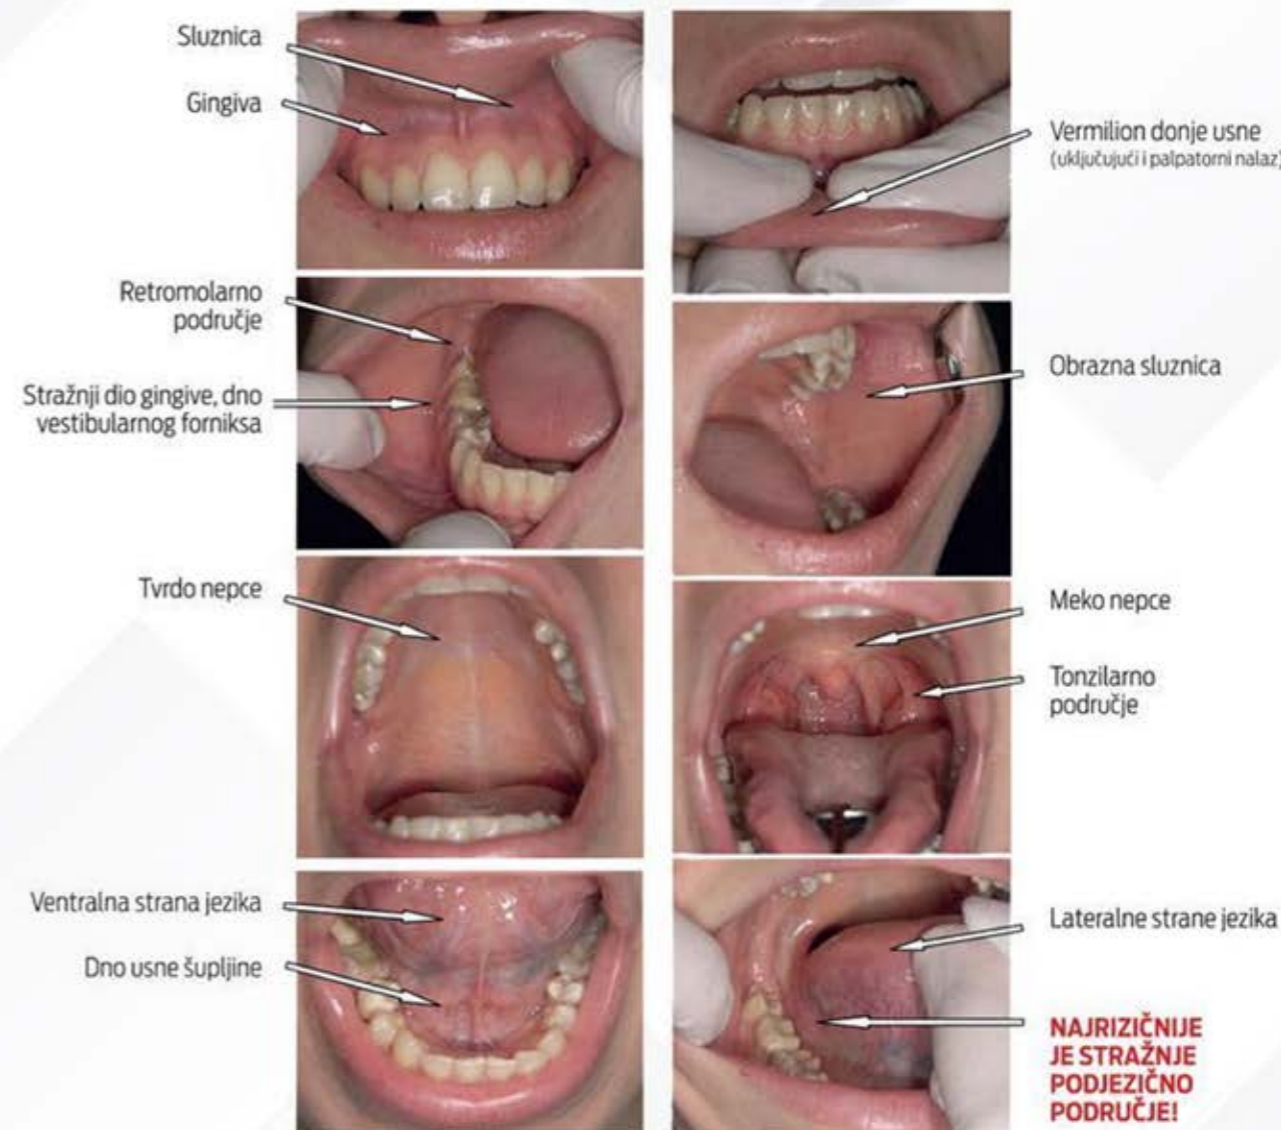 Sluznica
Gingiva
Vermilion donje usne
(uključujući i palpatorni nalaz)
Retromolarno
područje
Stražnji dio gingive, dno
vestibularnog forniksa
Obrazna sluznica
Tvrdo nepce
Meko nepce
Tonzilarno
područje
Ventralna strana jezika
Dno usne šupljine
Lateralne strane jezika
NAJRIZIČNIJE
JE STRAŽNJE
PODJEZIČNO
PODRUČJE!